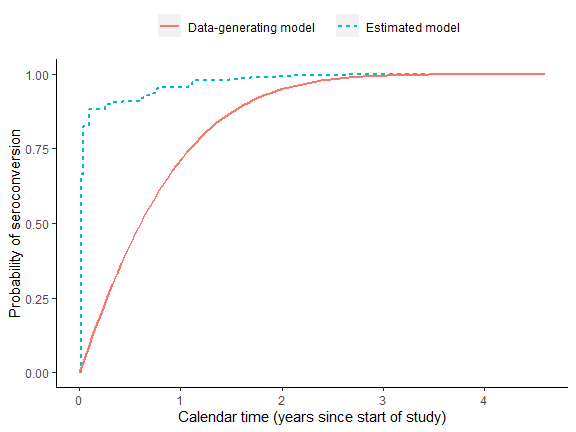 Data-generating model Estimated model
1.00
0.75
0.50
0.25
0.00
Probability of seroconversion
0 1 2 3 4
Calendar time (years since start of study)